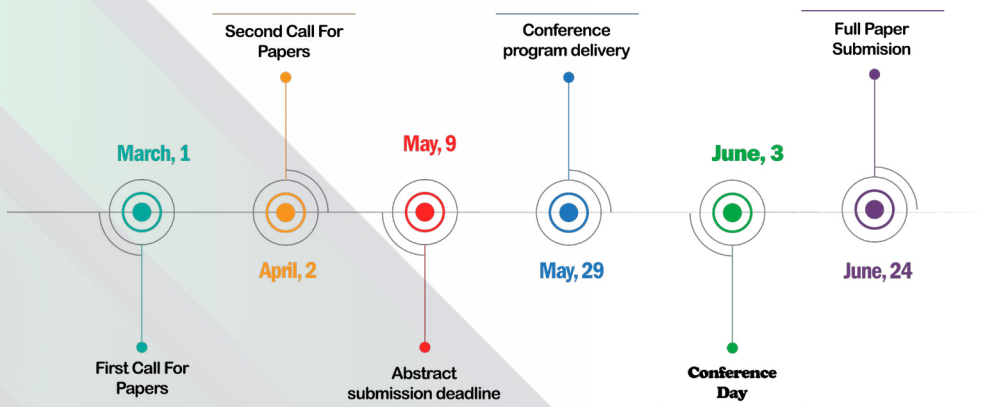 Second Call For
Papers
Conference
program delivery
Full Paper
Submision
March, 1
May, 9
June, 3
April, 2
May, 29
June, 24
First Call For
Papers
Abstract
submission deadline
Conference
Day